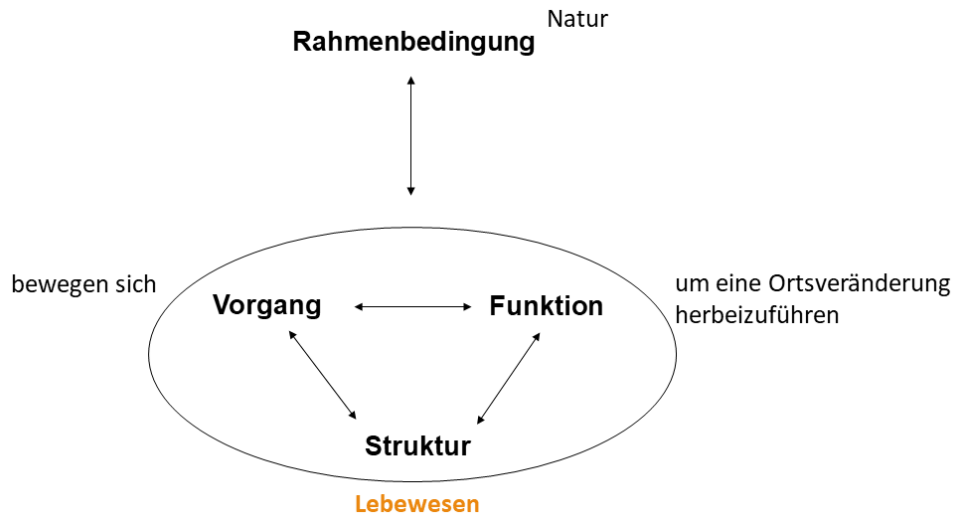 Natur
Rahmenbedingung
bewegen sich
um eine Ortsveränderung
herbeizuführen
Vorgang
Funktion
Struktur
Lebewesen